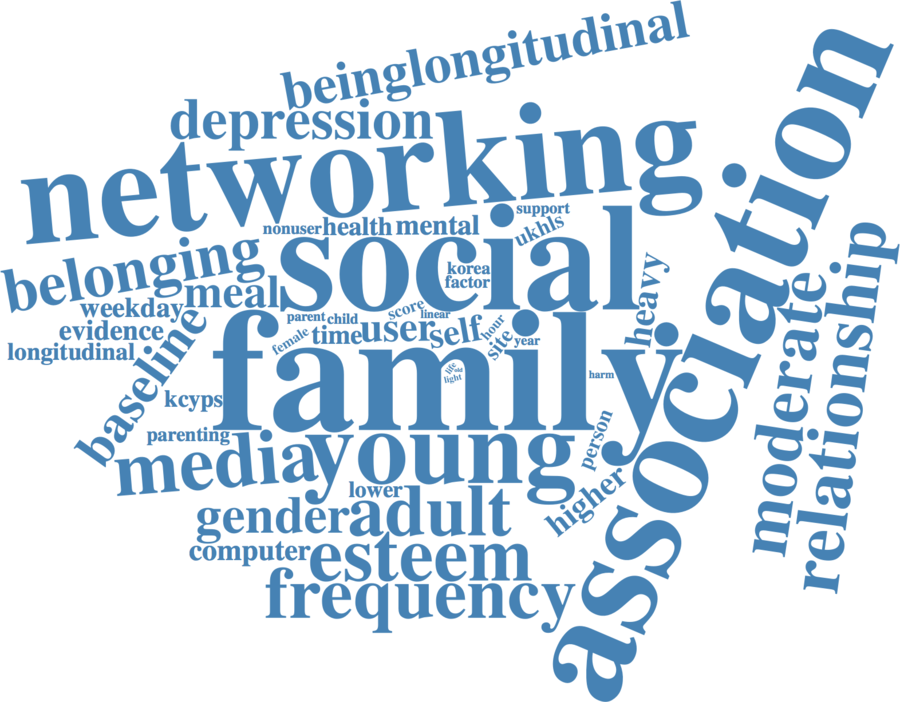 beinglongitudinal
depression
networking
association
nonuser health mental support
ukhls
social
belonging
korea
factor
heavy
moderate
relationship
weekday meal
evidence
longitudinal
baseline
parent child score linear
female time user self hour
site year
family
life old
light
harm
kcyps
parenting
media young
person
lower
higher
gender adult
computer esteem
frequency